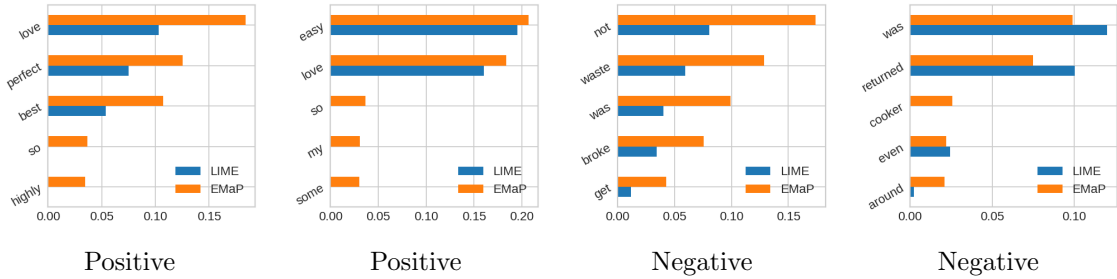 love
perfect
best
so
highly
LIME
EMaP
0.00 0.05 0.10 0.15
Positive
easy
love
so
my
some
LIME
EMaP
0.00 0.05 0.10 0.15 0.20
Positive
not
waste
was
broke
get
LIME
EMaP
0.00 0.05 0.10 0.15
Negative
was
returned
cooker
even
around
LIME
EMaP
0.00 0.05 0.10
Negative